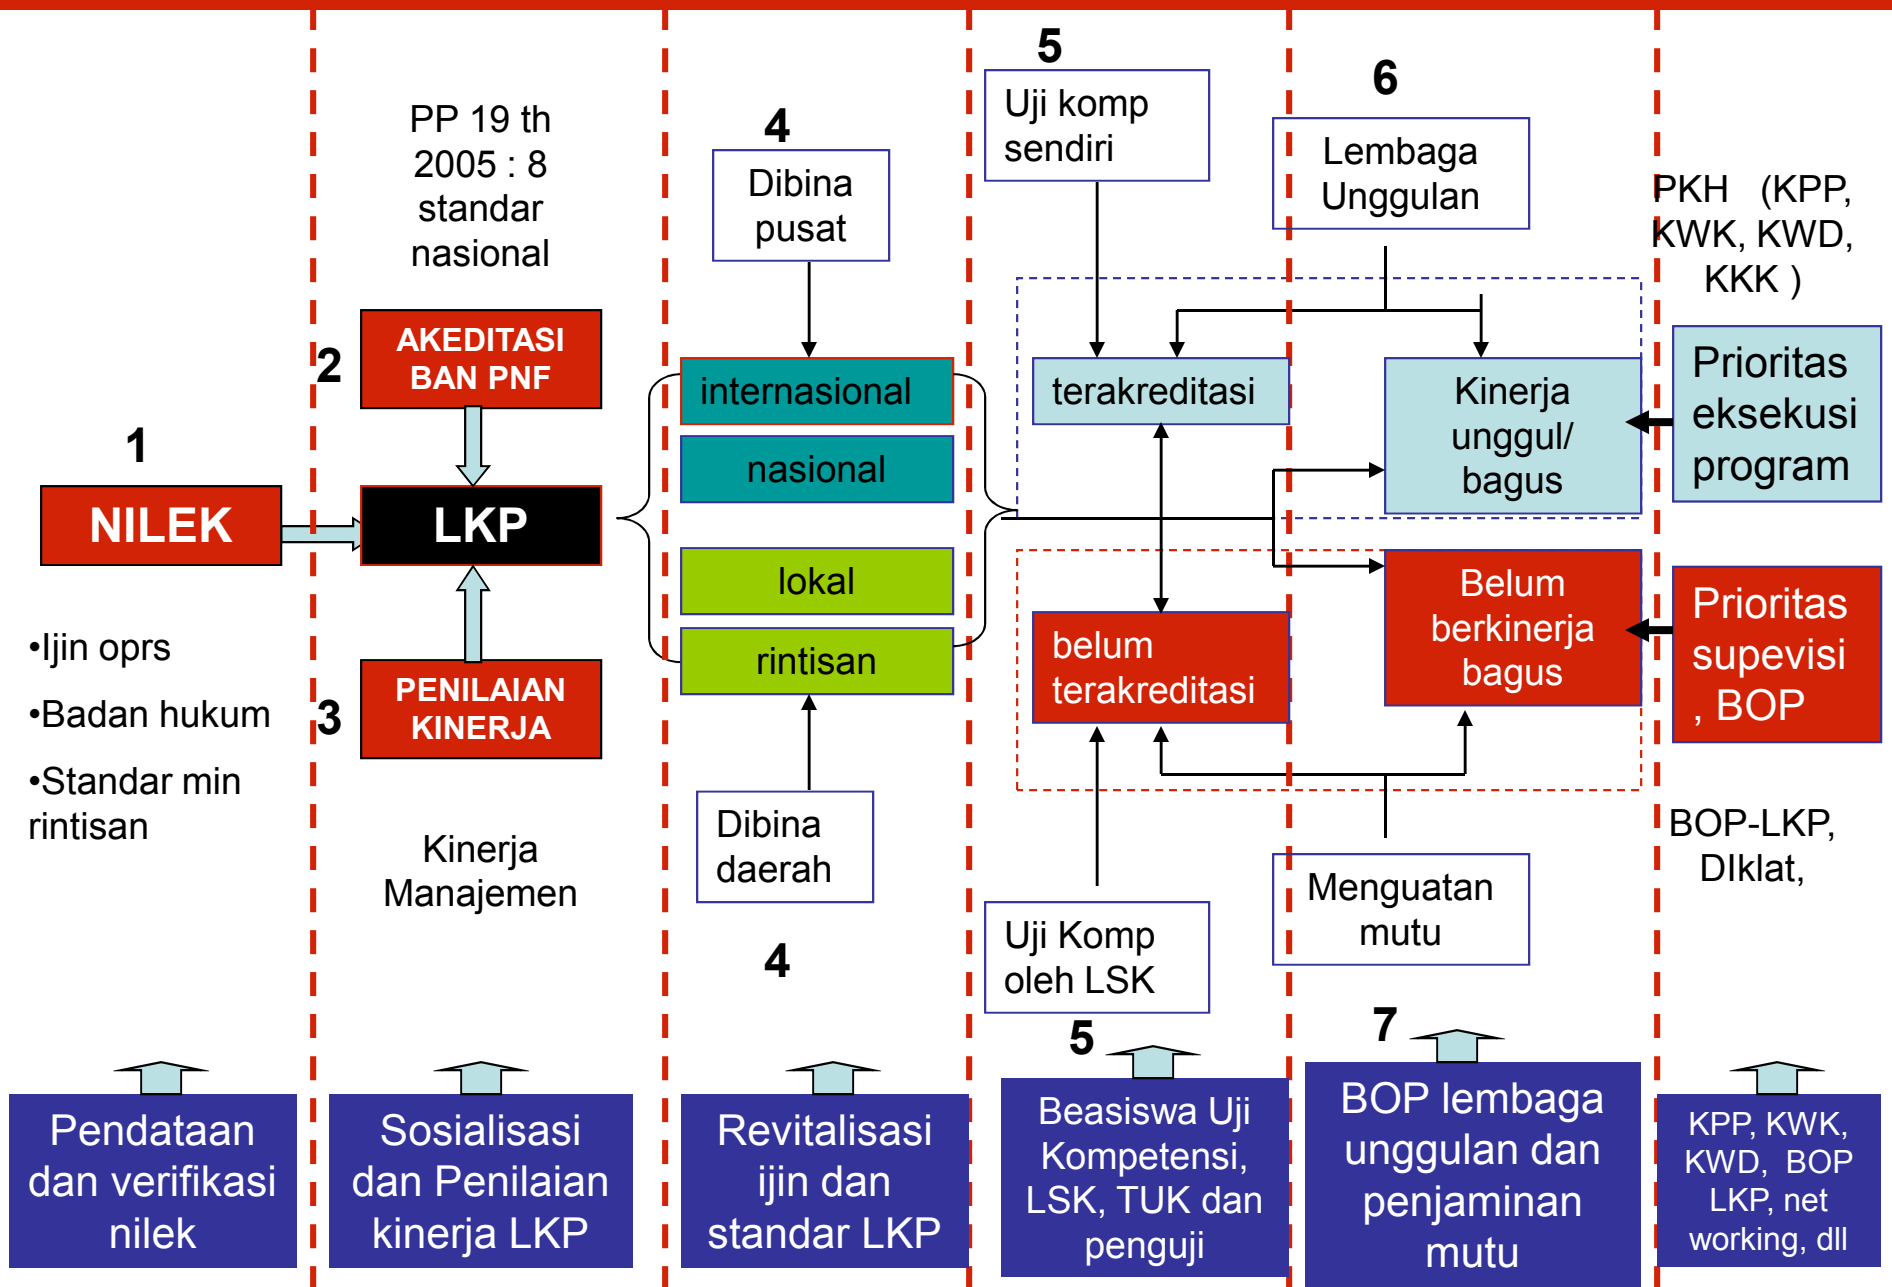 1
NILEK
•Ijin oprs
•Badan hukum
•Standar min
rintisan
Pendataan
dan verifikasi
nilek
PP 19 th
2005 : 8
standar
nasional
2
AKEDITASI
BAN PNF
LKP
3
PENILAIAN
KINERJA
Kinerja
Manajemen
Sosialisasi
dan Penilaian
kinerja LKP
4
Dibina
pusat
internasional
nasional
lokal
rintisan
Dibina
daerah
4
Revitalisasi
ijin dan
standar LKP
5
Uji komp
sendiri
terakreditasi
belum
terakreditasi
Uji Komp
oleh LSK
5
Beasiswa Uji
Kompetensi,
LSK, TUK dan
penguji
6
Lembaga
Unggulan
Kinerja
unggul/
bagus
Belum
berkinerja
bagus
Menguatan
mutu
7
BOP lembaga
unggulan dan
penjaminan
mutu
PKH (KPP,
KWK, KWD,
KKK )
Prioritas
eksekusi
program
Prioritas
supevisi
, BOP
BOP-LKP,
DIklat,
KPP, KWK,
KWD, BOP
LKP, net
working, dll